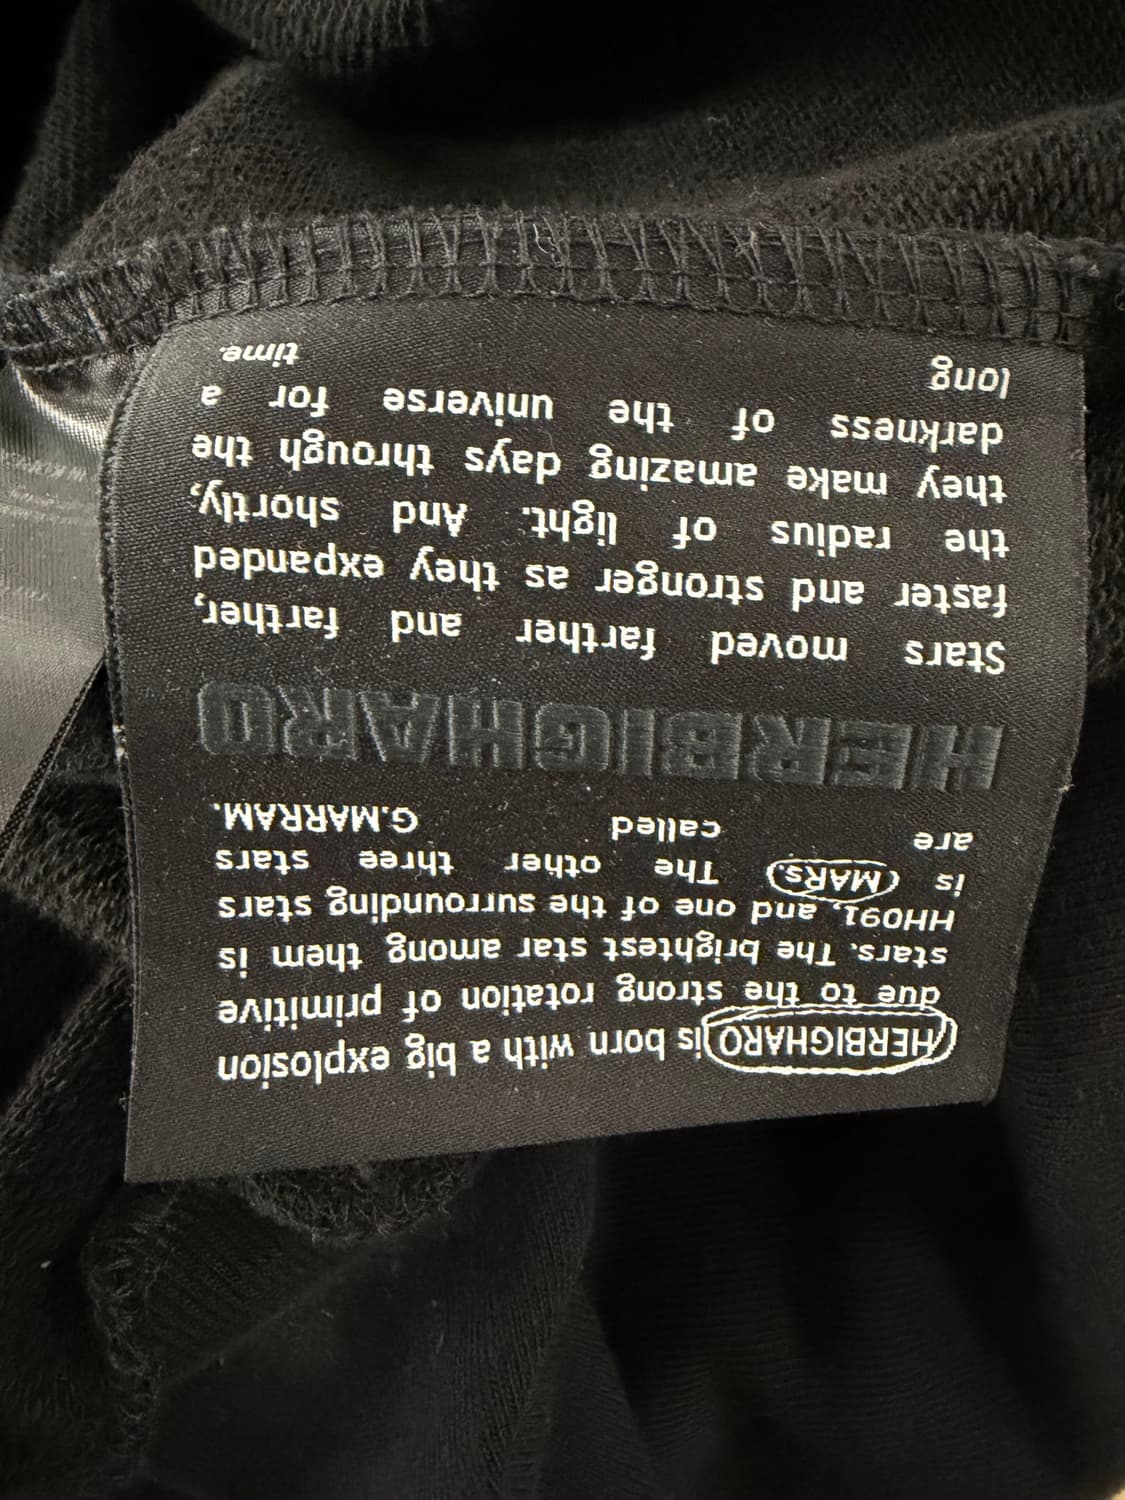 HERBIGHARO is born with a big explosion
due to the strong rotation of primitive
stars. The brightest star among them is
HH091, and one of the surrounding stars
is MARS. The other three stars
are called G.MARRAM.
HERBIGHARO
Stars moved farther and farther,
faster and stronger as they expanded
the radius of light. And shortly,
they make amazing days through the
darkness of the universe for a
long time.